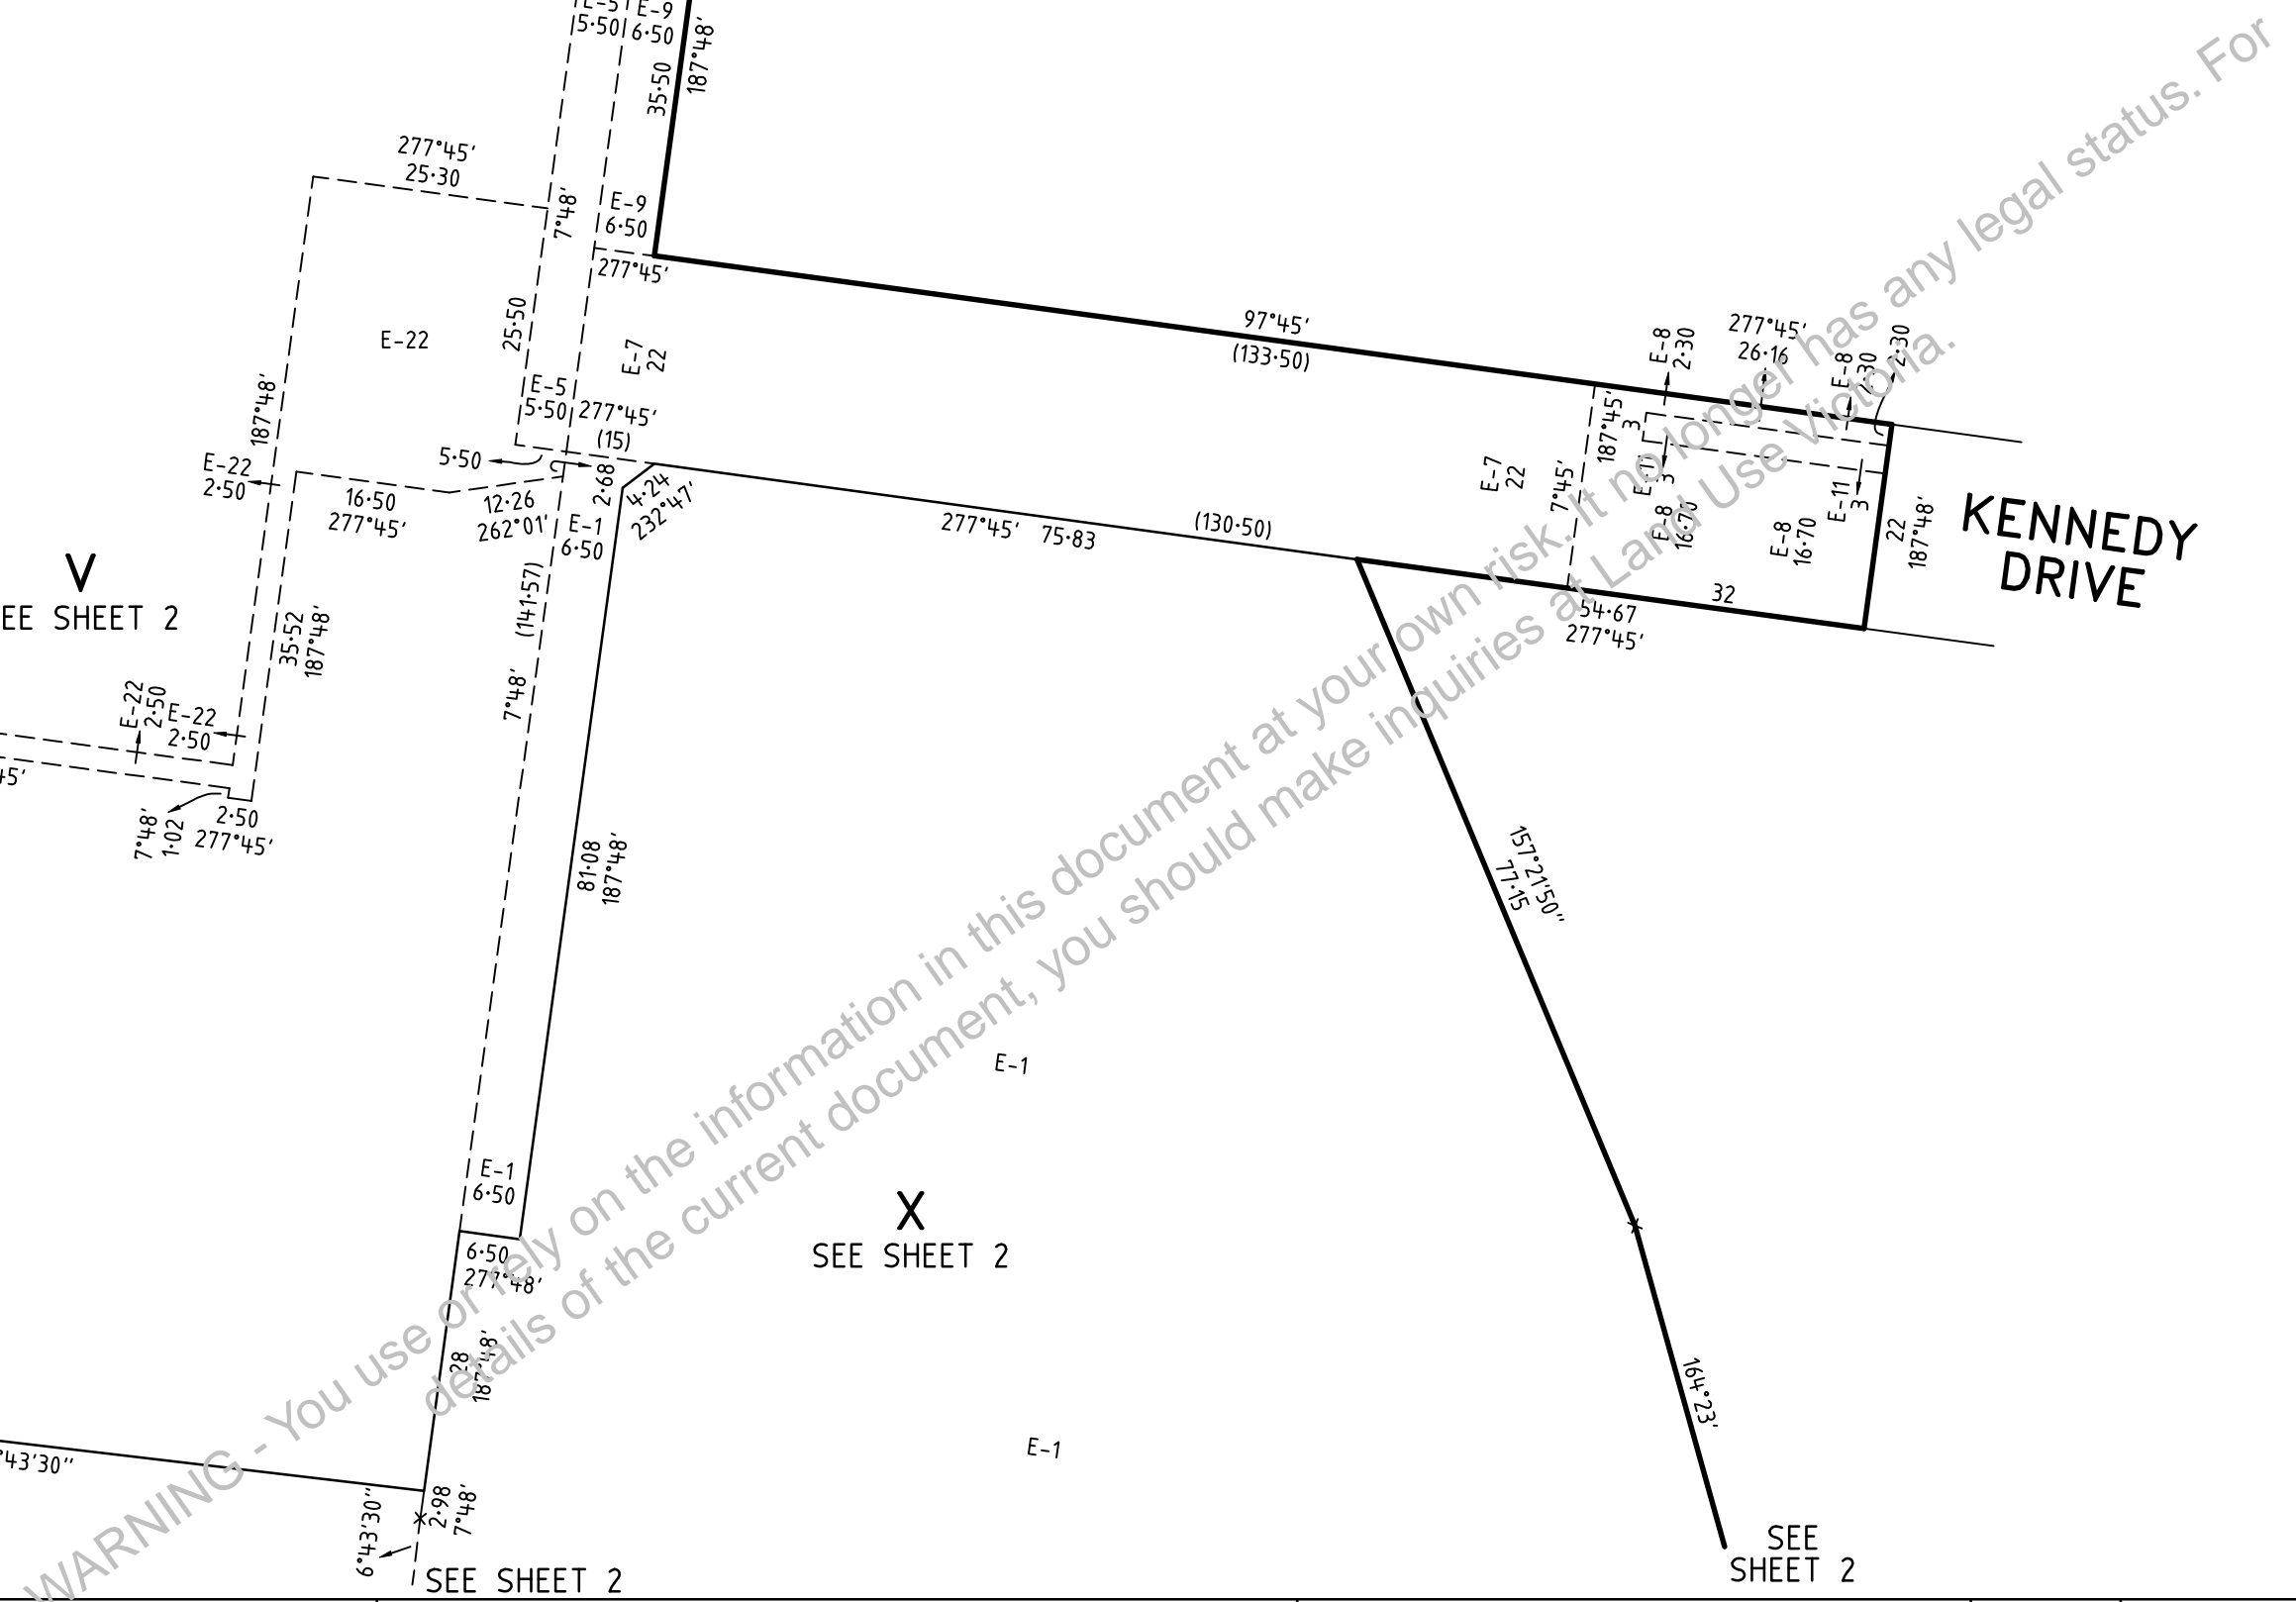 E-5
5·50
E-9
6·50
187°48'
35·50
277°45'
25·30
7°48'
E-9
6·50
277°45'
97°45'
(133·50)
E-8
2·30
277°45'
26·16
E-8
2·30
25·50
E-22
E-7
22
187°48'
E-5
5·50
277°45'
(15)
5·50
2·68
4·24
232°47'
E-22
2·50
16·50
277°45'
12·26
262°01'
E-1
6·50
277°45' 75·83
(130·50)
E-7
22
7°45'
187°45'
3
E-11
3
E-8
16·70
E-8
16·70
E-11
3
22
187°48'
KENNEDY
DRIVE
32
54·67
277°45'
V
EE SHEET 2
(141·57)
7°48'
35·52
187°48'
E-22
2·50
E-22
2·50
45'
7°48'
1·02
2·50
277°45'
81·08
187°48'
157°21'50"
77·15
E-1
E-1
6·50
X
SEE SHEET 2
6·50
277°48'
28
187°48'
164°23'
E-1
°43'30"
2·98
7°48'
6°43'30"
SEE SHEET 2
SEE
SHEET 2
WARNING - You use or rely on the information in this document at your own risk. It no longer has any legal status. For
details of the current document, you should make inquiries at Land Use Victoria.